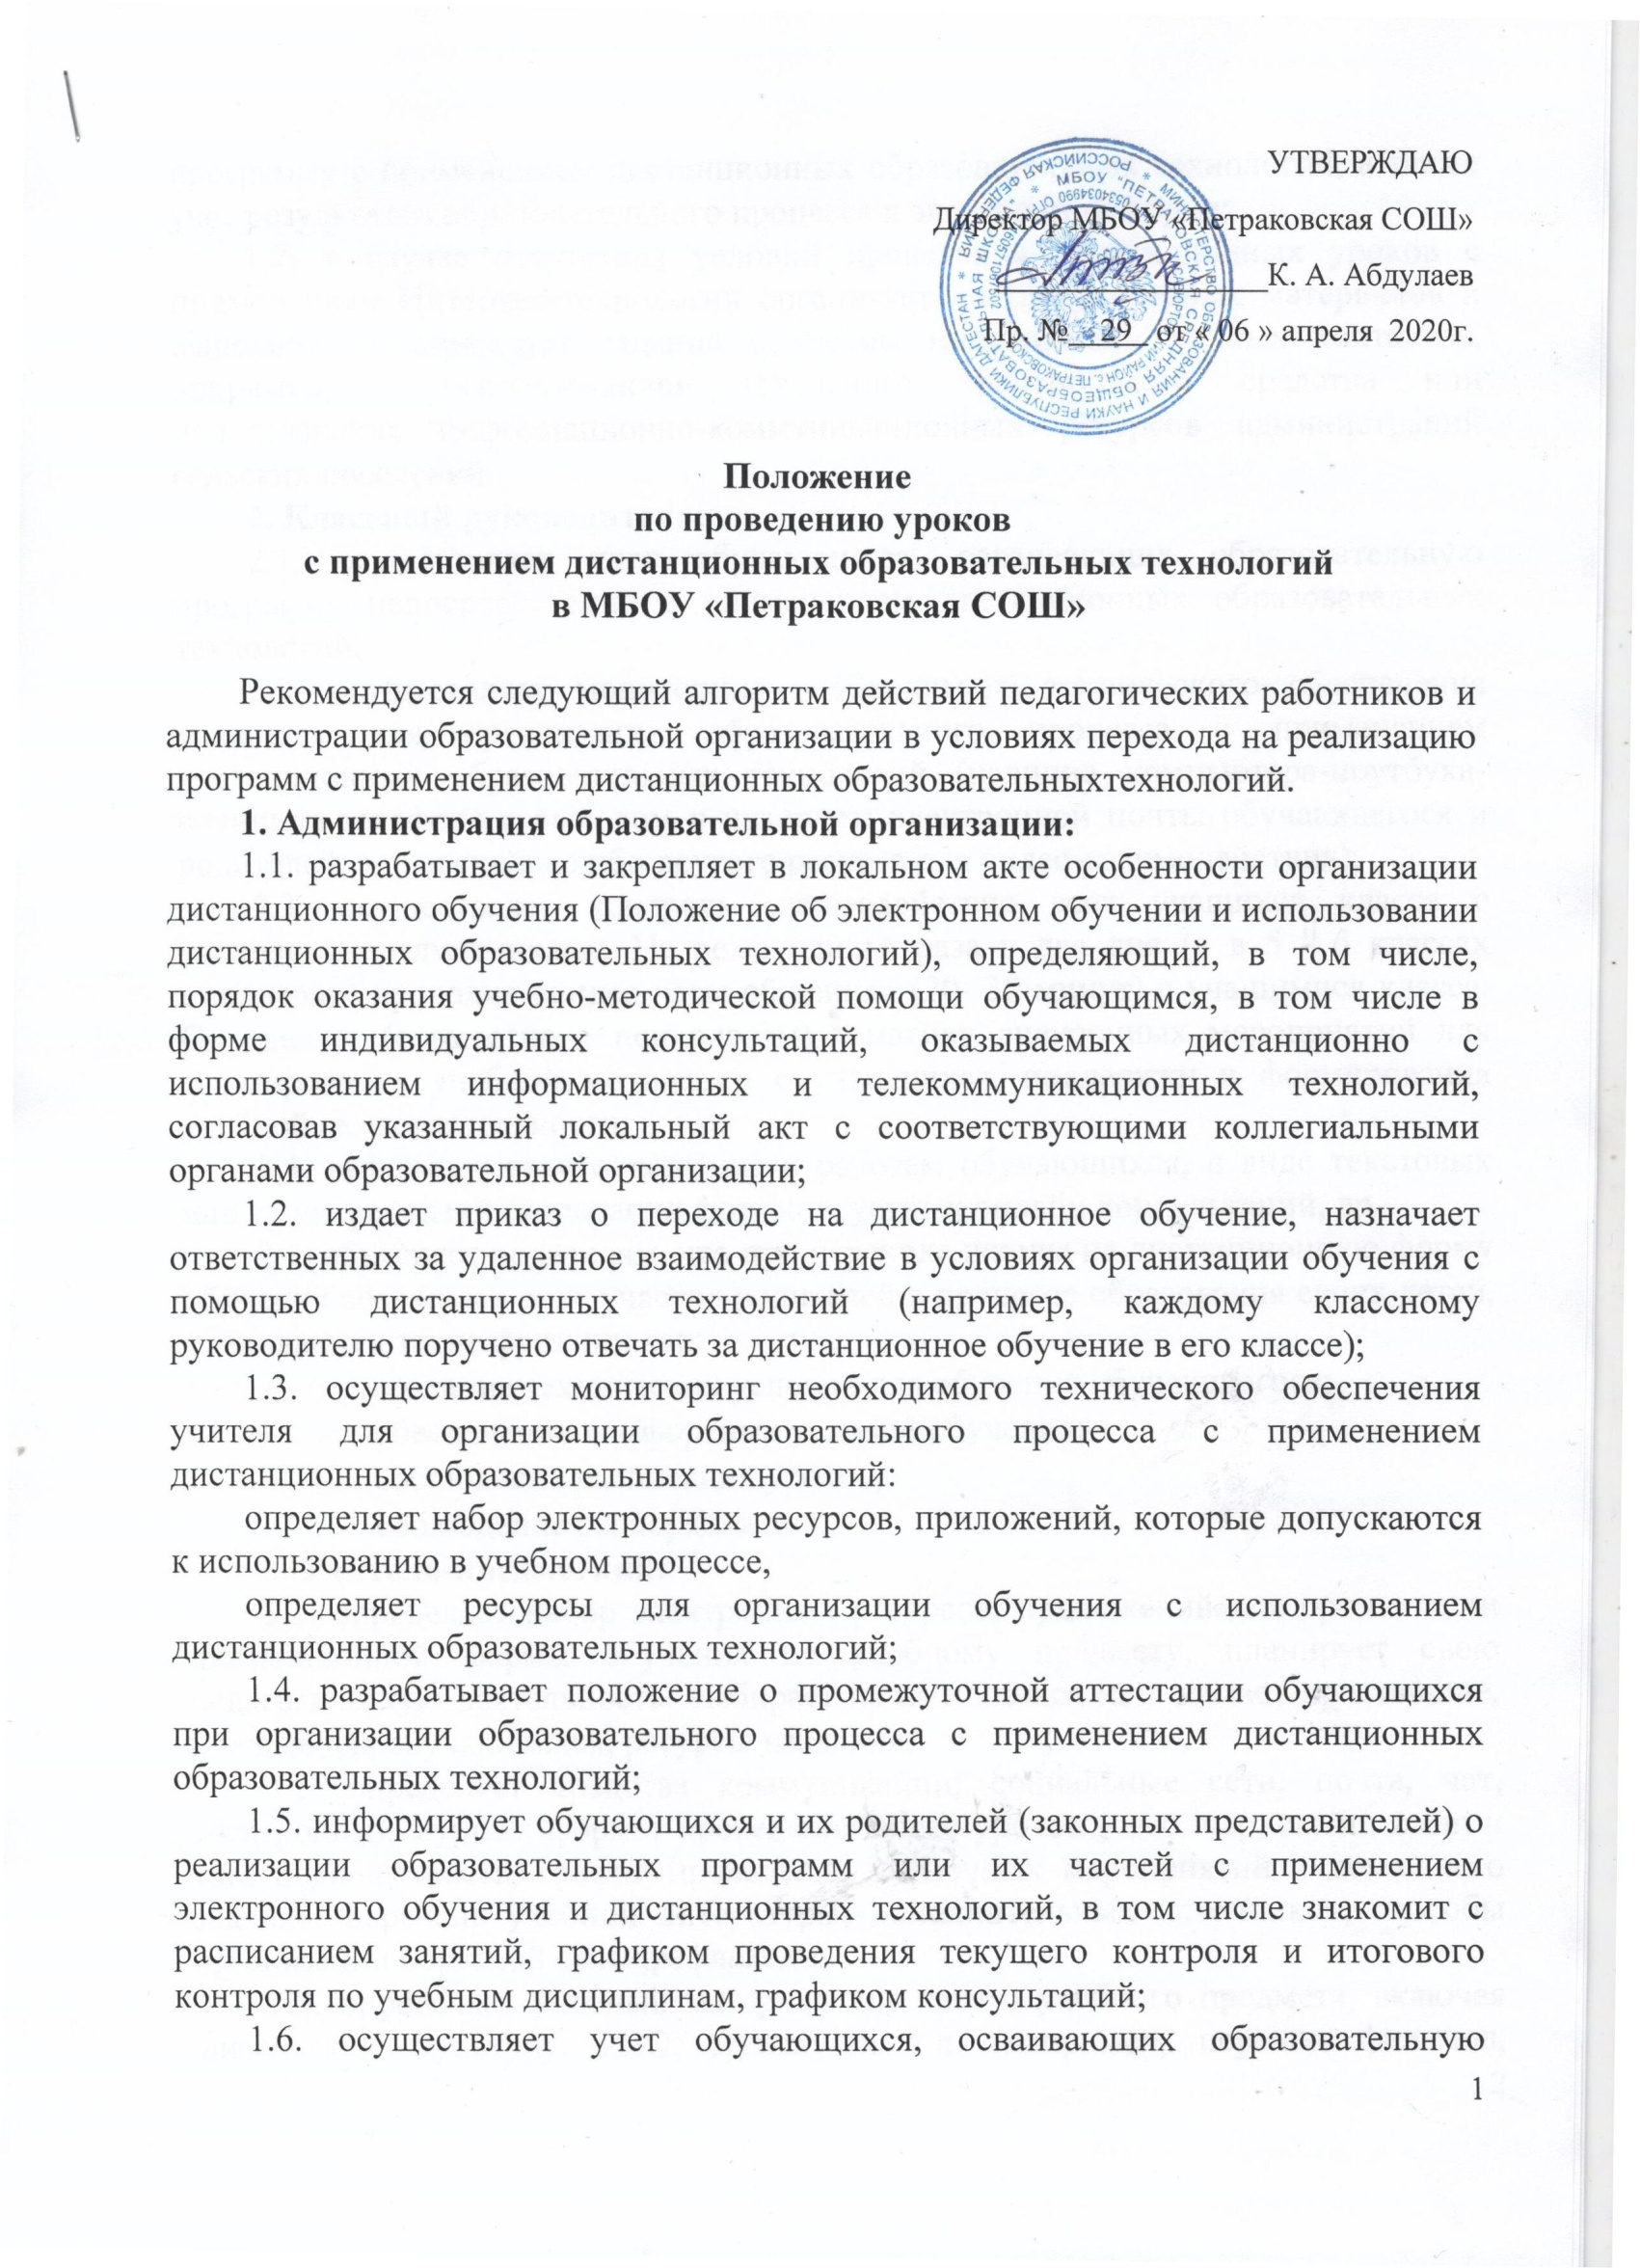 УТВЕРЖДАЮ
Директор МБОУ «Петраковская СОШ»
К. А. Абдулаев
Пр. № 29 от « 06 » апреля 2020г.
Положение
по проведению уроков
с применением дистанционных образовательных технологий
в МБОУ «Петраковская СОШ»
Рекомендуется следующий алгоритм действий педагогических работников и
администрации образовательной организации в условиях перехода на реализацию
программ с применением дистанционных образовательныхтехнологий.
1. Администрация образовательной организации:
1.1. разрабатывает и закрепляет в локальном акте особенности организации
дистанционного обучения (Положение об электронном обучении и использовании
дистанционных образовательных технологий), определяющий, в том числе,
порядок оказания учебно-методической помощи обучающимся, в том числе в
форме индивидуальных консультаций, оказываемых дистанционно с
использованием информационных и телекоммуникационных технологий,
согласовав указанный локальный акт с соответствующими коллегиальными
органами образовательной организации;
1.2. издает приказ о переходе на дистанционное обучение, назначает
ответственных за удаленное взаимодействие в условиях организации обучения с
помощью дистанционных технологий (например, каждому классному
руководителю поручено отвечать за дистанционное обучение в его классе);
1.3. осуществляет мониторинг необходимого технического обеспечения
учителя для организации образовательного процесса с применением
дистанционных образовательных технологий:
определяет набор электронных ресурсов, приложений, которые допускаются
к использованию в учебном процессе,
определяет ресурсы для организации обучения с использованием
дистанционных образовательных технологий;
1.4. разрабатывает положение о промежуточной аттестации обучающихся
при организации образовательного процесса с применением дистанционных
образовательных технологий;
1.5. информирует обучающихся и их родителей (законных представителей) о
реализации образовательных программ или их частей с применением
электронного обучения и дистанционных технологий, в том числе знакомит с
расписанием занятий, графиком проведения текущего контроля и итогового
контроля по учебным дисциплинам, графиком консультаций;
1.6. осуществляет учет обучающихся, осваивающих образовательную
1